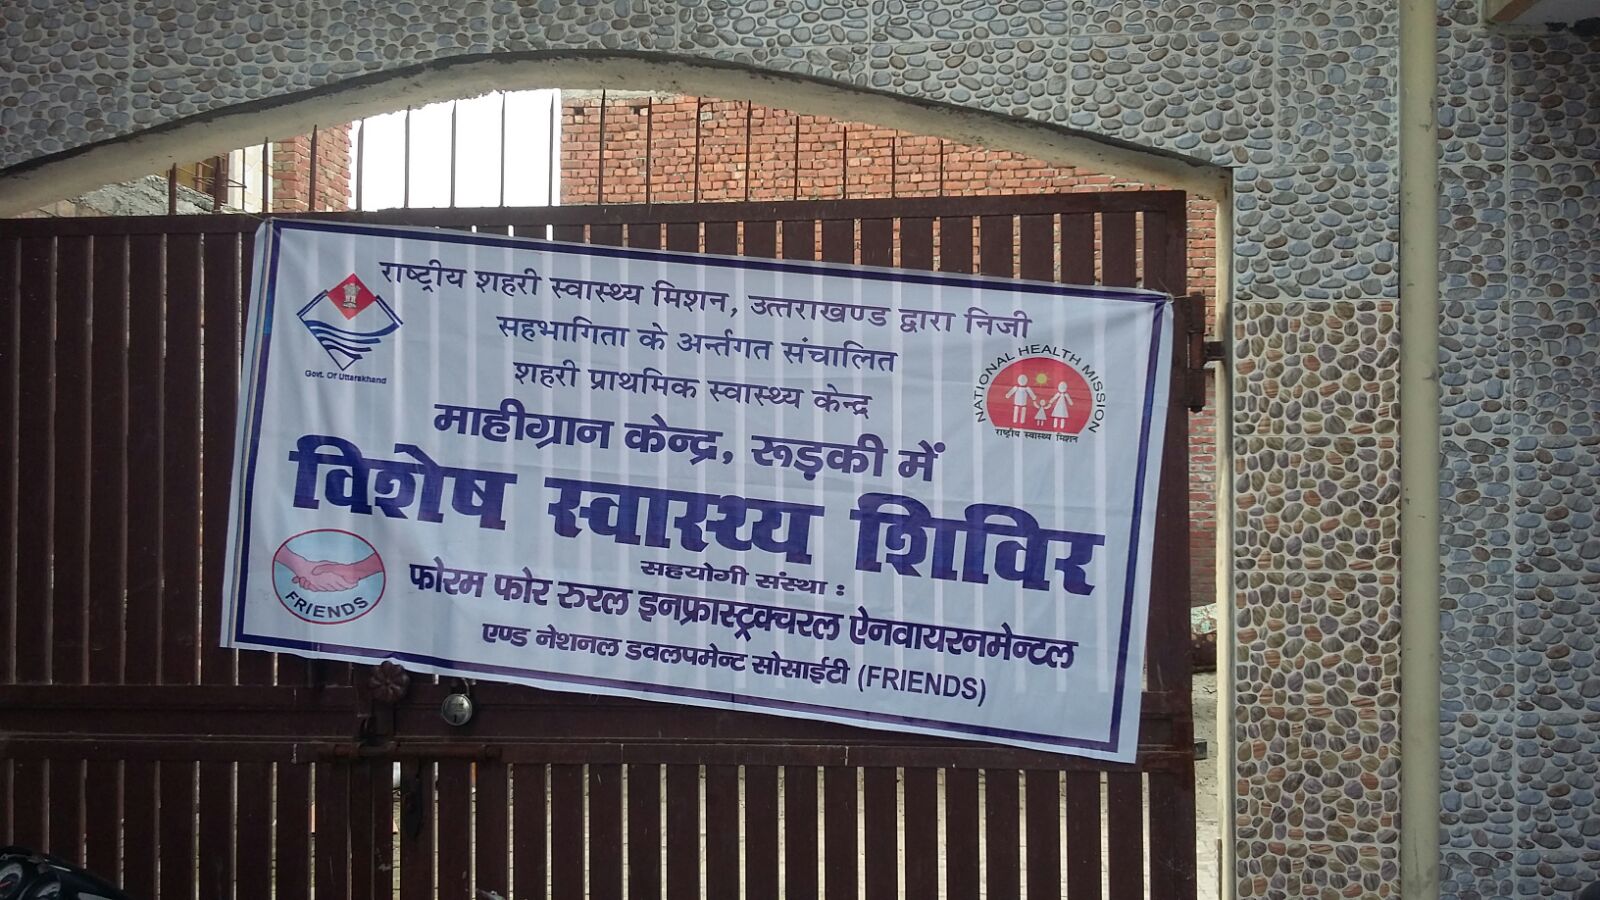 राष्ट्रीय शहरी स्वास्थ्य मिशन, उत्तराखण्ड द्वारा निजी
सहभागिता के अर्न्तगत संचालित
शहरी प्राथमिक स्वास्थ्य केन्द्र
माहीग्रान केन्द्र, रूड़की में
विशेष स्वास्थ्य शिविर
सहयोगी संस्था :
फोरम फोर रुरल इनफ्रास्ट्रक्चरल ऐनवायरनमेन्टल
एण्ड नेशनल डवलपमेन्ट सोसाईटी (FRIENDS)
Govt. Of Uttarakhand
NATIONAL HEALTH MISSION
राष्ट्रीय स्वास्थ्य मिशन
FRIENDS